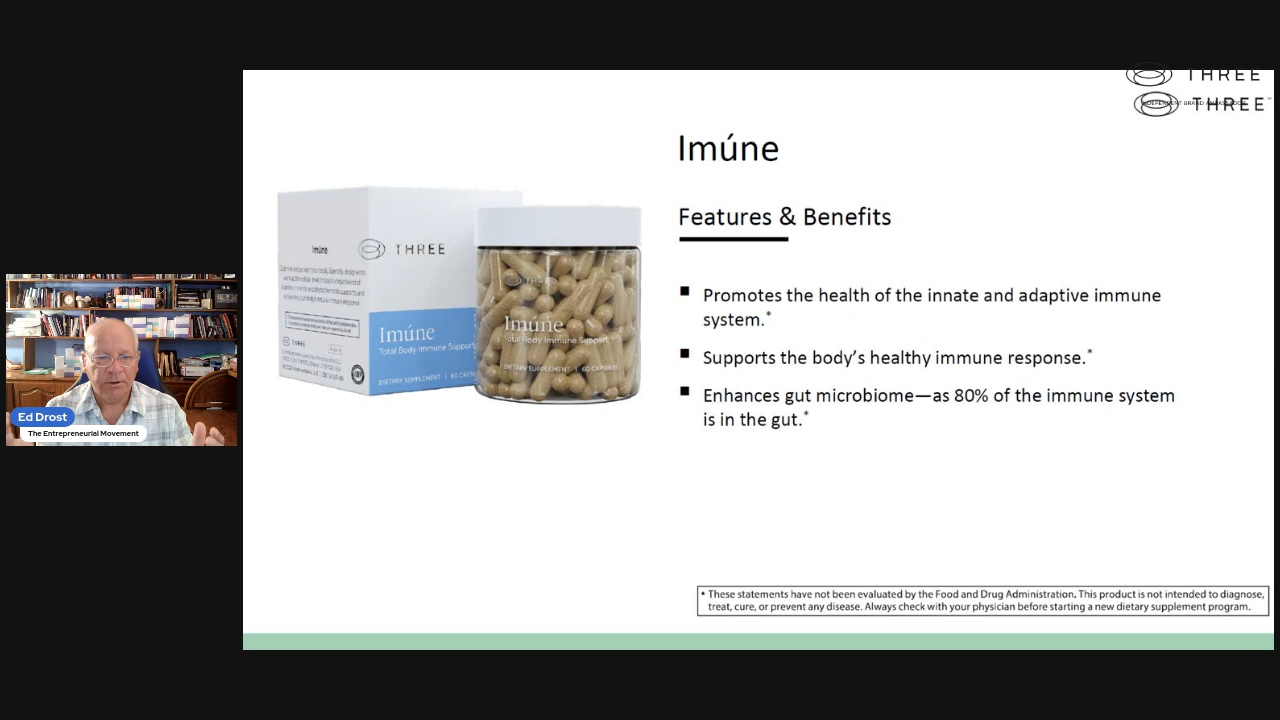 THREE
THREE
Imúne
Features & Benefits
Promotes the health of the innate and adaptive immune
system.*
Supports the body's healthy immune response.*
Enhances gut microbiome—as 80% of the immune system
is in the gut.*
Imúne
THREE
Imúne
Total Body Immune Support
DIETARY SUPPLEMENT | 60 CAPSU
THREE
THREE
Imúne
Total Body Immune Support
DIETARY SUPPLEMENT | 60 CAPSULES
Ed Drost
The Entrepreneurial Movement
* These statements have not been evaluated by the Food and Drug Administration. This product is not intended to diagnose,
treat, cure, or prevent any disease. Always check with your physician before starting a new dietary supplement program.